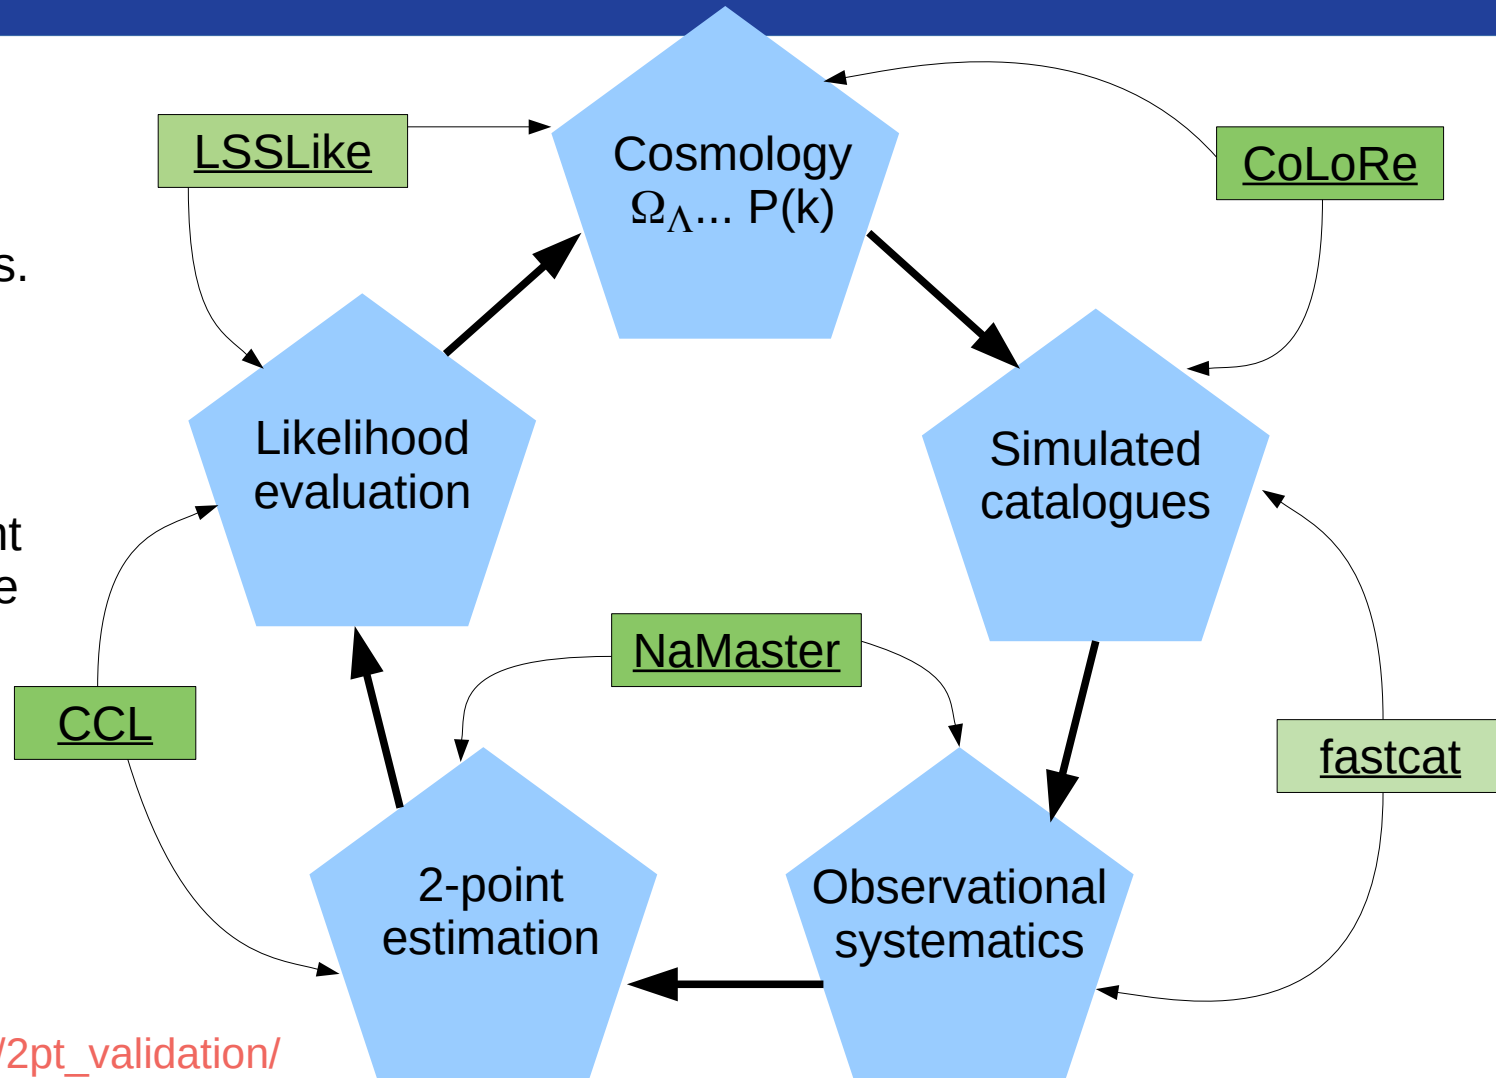 Cosmology
Ω_Λ... P(k)
LSSLike
CoLoRe
s.
Likelihood
evaluation
Simulated
catalogues
nt
e
NaMaster
CCL
fastcat
2-point
estimation
Observational
systematics
/2pt_validation/